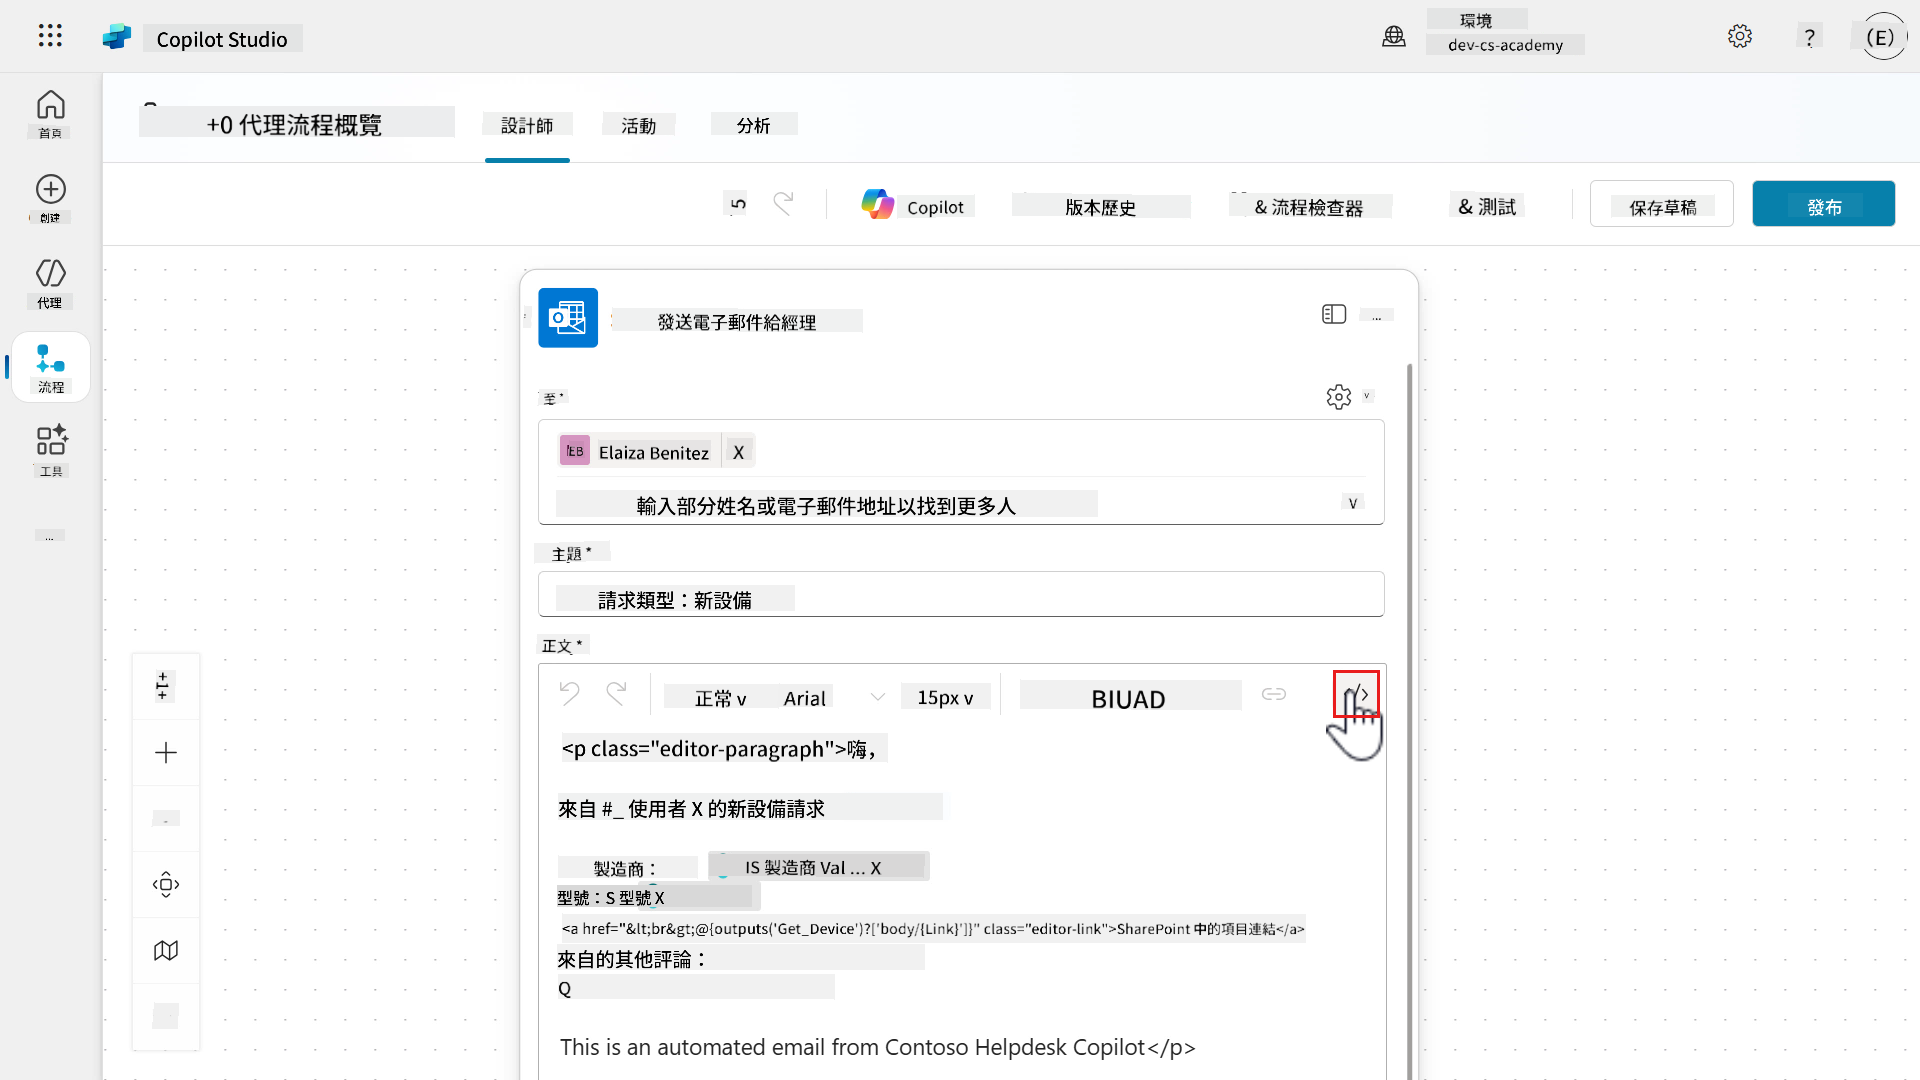 Copilot Studio
環境
dev-cs-academy
?
(E)
首頁
創建
代理
流程
工具
...
+0 代理流程概覽
設計師
活動
分析
5
Copilot
版本歷史
& 流程檢查器
& 測試
保存草稿
發布
發送電子郵件給經理
...
至 *
v
EB
Elaiza Benitez
X
輸入部分姓名或電子郵件地址以找到更多人
v
主題 *
請求類型：新設備
正文 *
正常 v
Arial
15px v
BIUAD
</>
<p class="editor-paragraph">嗨，
來自 #_ 使用者 X 的新設備請求
製造商：
IS 製造商 Val ... X
型號：S 型號 X
<a href="&lt;br&gt;@{outputs('Get_Device')?['body/{Link}']}" class="editor-link">SharePoint 中的項目連結</a>
來自的其他評論：
Q
This is an automated email from Contoso Helpdesk Copilot</p>